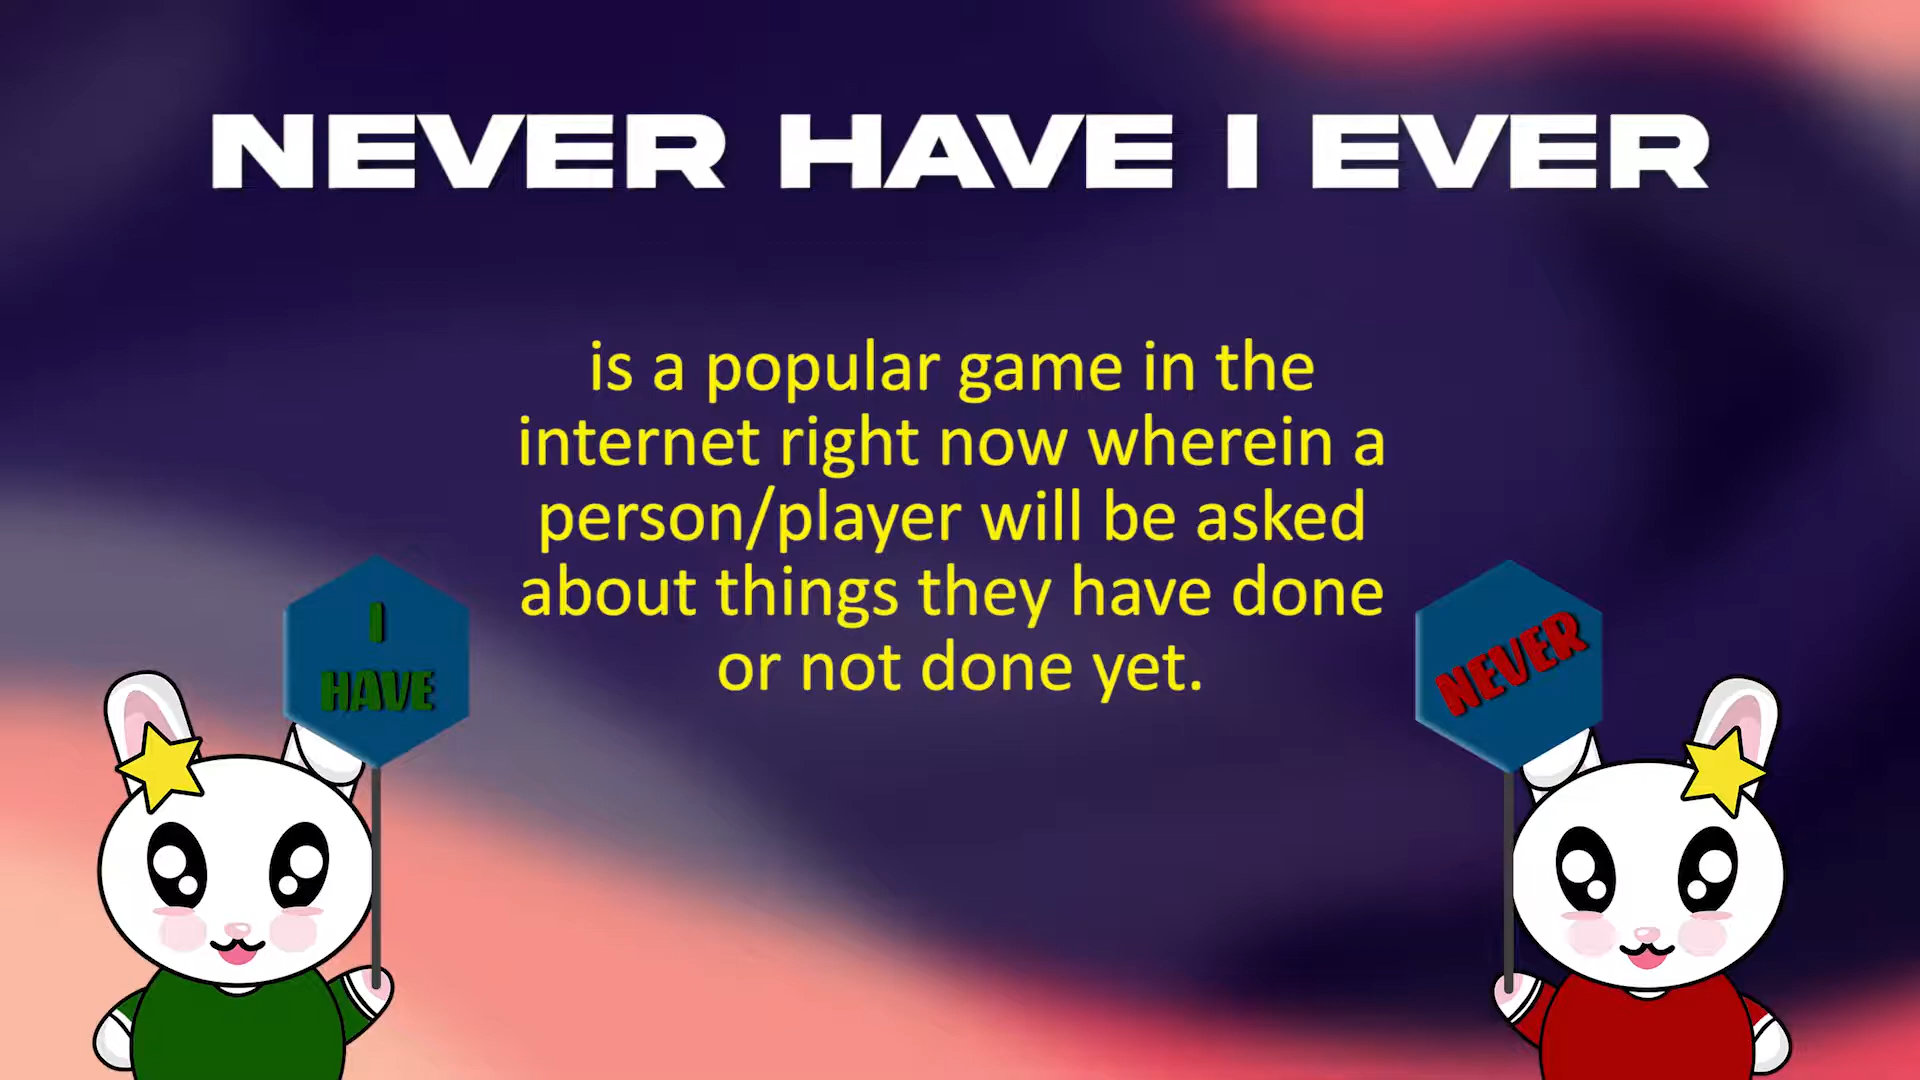 NEVER HAVE I EVER
is a popular game in the
internet right now wherein a
person/player will be asked
about things they have done
or not done yet.
I
HAVE
NEVER